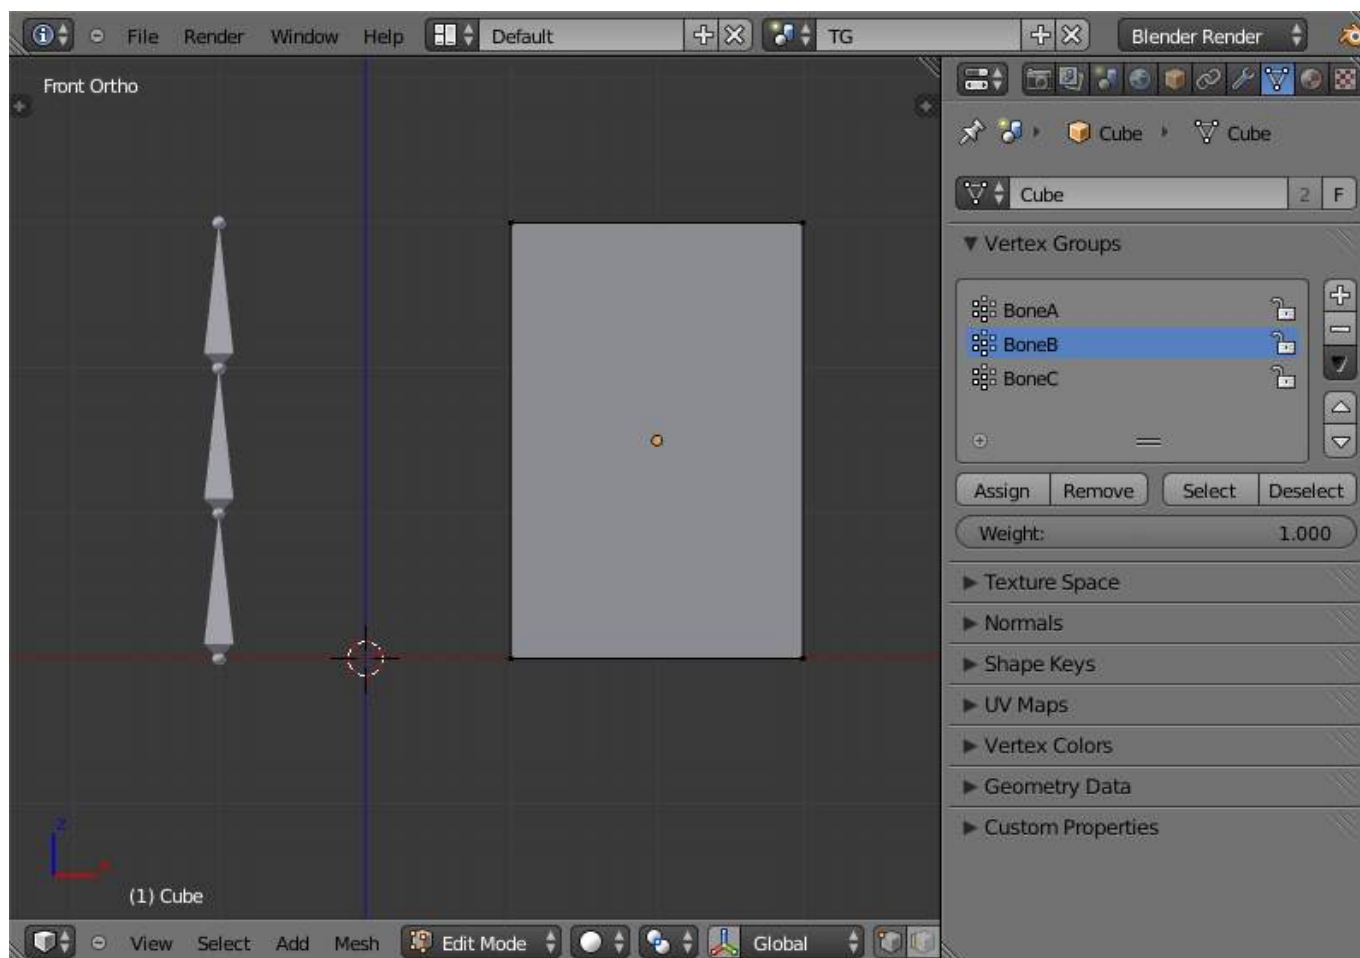 File Render Window Help Default TG Blender Render
Front Ortho
Cube Cube
Cube 2 F
Vertex Groups
BoneA
BoneB
BoneC
Assign Remove Select Deselect
Weight: 1.000
Texture Space
Normals
Shape Keys
UV Maps
Vertex Colors
Geometry Data
Custom Properties
z
x
(1) Cube
View Select Add Mesh Edit Mode Global